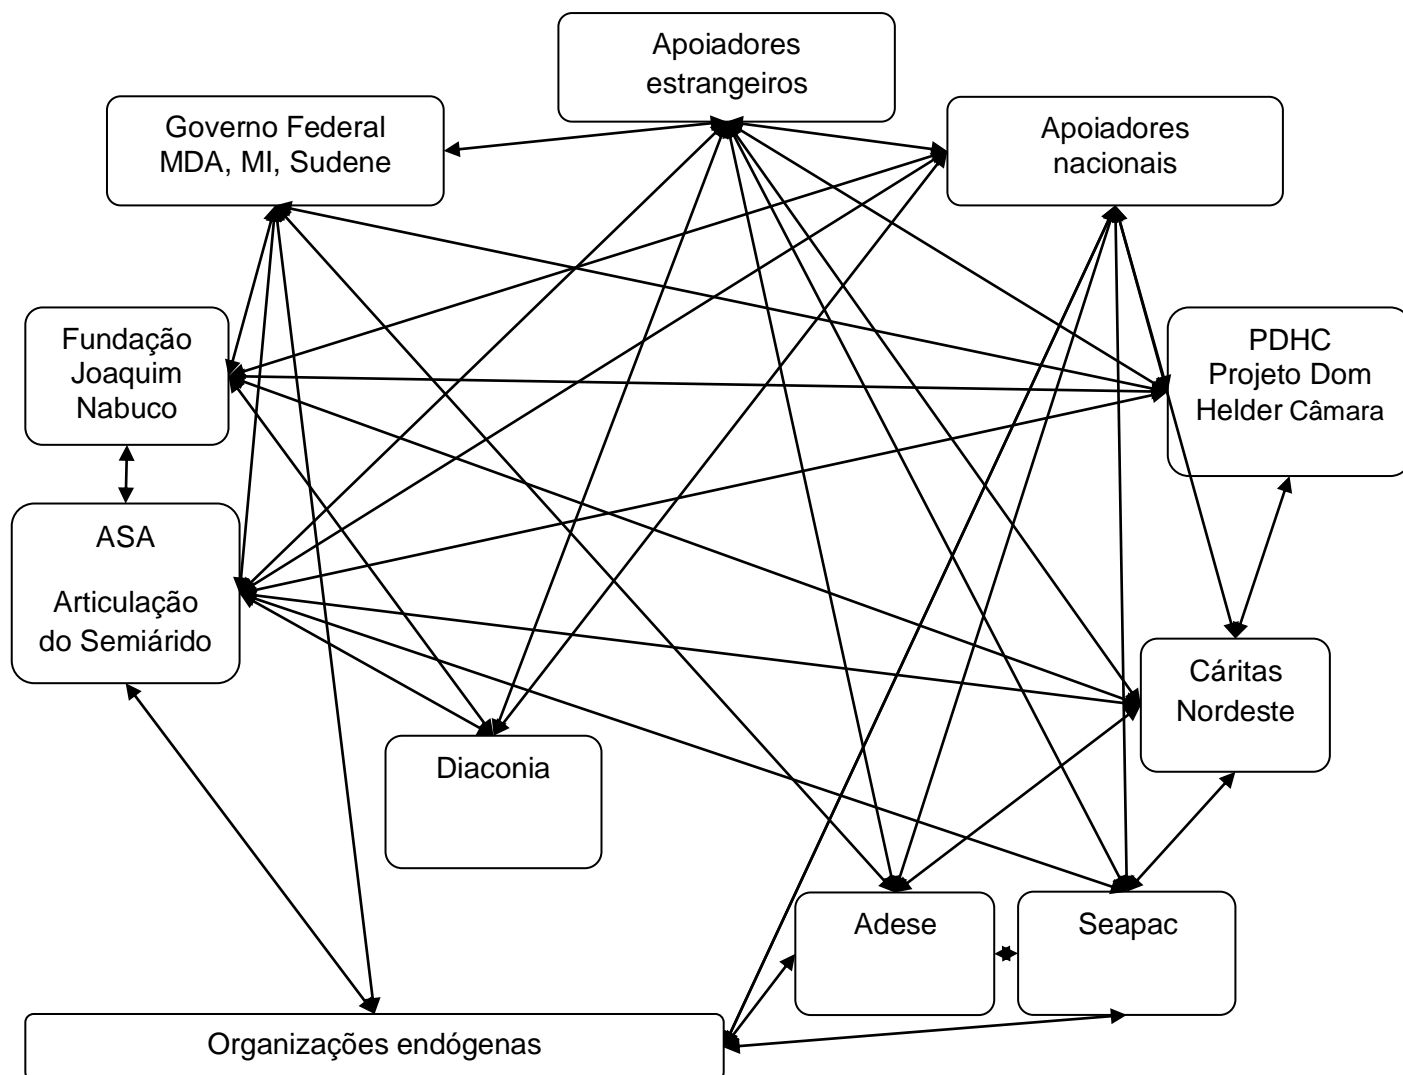 Apoiadores
estrangeiros
Governo Federal
MDA, MI, Sudene
Apoiadores
nacionais
Fundação
Joaquim
Nabuco
PDHC
Projeto Dom
Helder Câmara
ASA
Articulação
do Semiárido
Cáritas
Nordeste
Diaconia
Adese
Seapac
Organizações endógenas